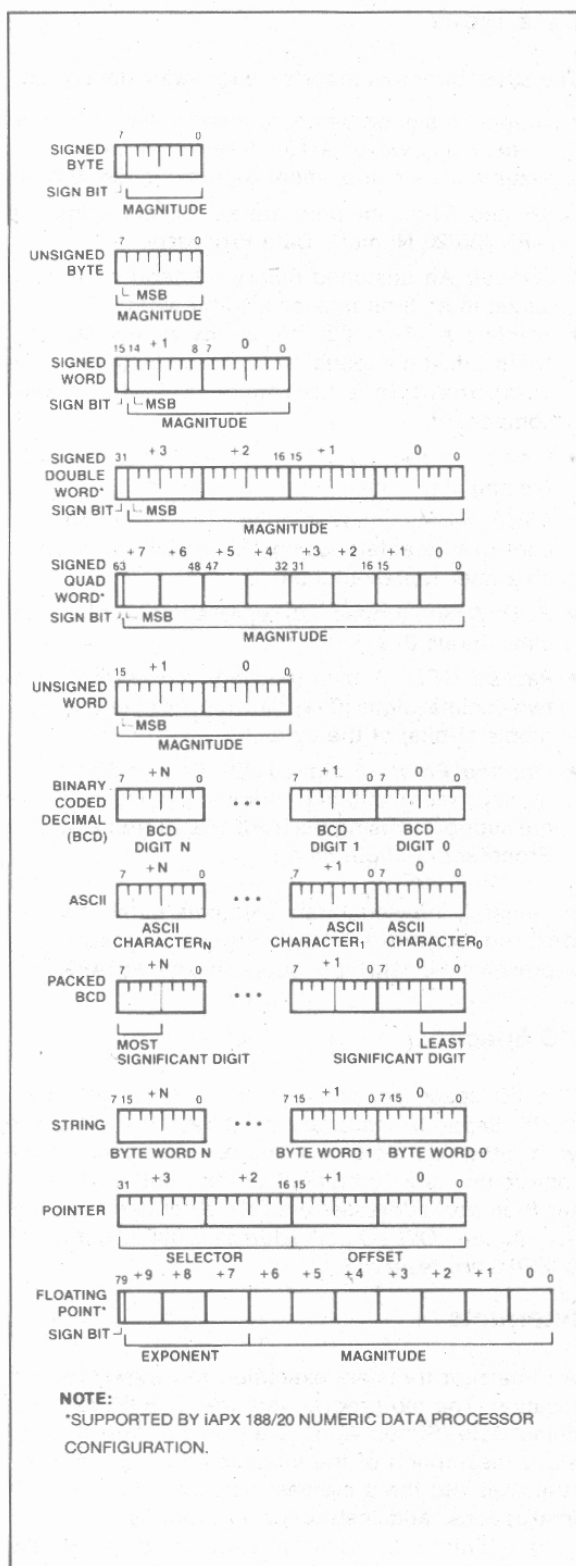 7 0
SIGNED
BYTE
SIGN BIT
MAGNITUDE
7 0
UNSIGNED
BYTE
MSB
MAGNITUDE
15 14 +1 8 7 0 0
SIGNED
WORD
SIGN BIT MSB
MAGNITUDE
31 +3 +2 16 15 +1 0 0
SIGNED
DOUBLE
WORD*
SIGN BIT MSB
MAGNITUDE
+7 +6 +5 +4 +3 +2 +1 0
63 48 47 32 31 16 15 0
SIGNED
QUAD
WORD*
SIGN BIT MSB
MAGNITUDE
15 +1 0 0
UNSIGNED
WORD
MSB
MAGNITUDE
7 +N 0 7 +1 0 7 0 0
BINARY
CODED
DECIMAL
(BCD)
•••
BCD BCD BCD
DIGIT N DIGIT 1 DIGIT 0
7 +N 0 7 +1 0 7 0 0
ASCII •••
ASCII ASCII ASCII
CHARACTERN CHARACTER1 CHARACTER0
7 +N 0 7 +1 0 7 0 0
PACKED
BCD
•••
MOST LEAST
SIGNIFICANT DIGIT SIGNIFICANT DIGIT
7 15 +N 0 7 15 +1 0 7 15 0 0
STRING •••
BYTE WORD N BYTE WORD 1 BYTE WORD 0
31 +3 +2 16 15 +1 0 0
POINTER
SELECTOR OFFSET
79 +9 +8 +7 +6 +5 +4 +3 +2 +1 0 0
FLOATING
POINT*
SIGN BIT
EXPONENT MAGNITUDE
NOTE:
*SUPPORTED BY iAPX 188/20 NUMERIC DATA PROCESSOR
CONFIGURATION.